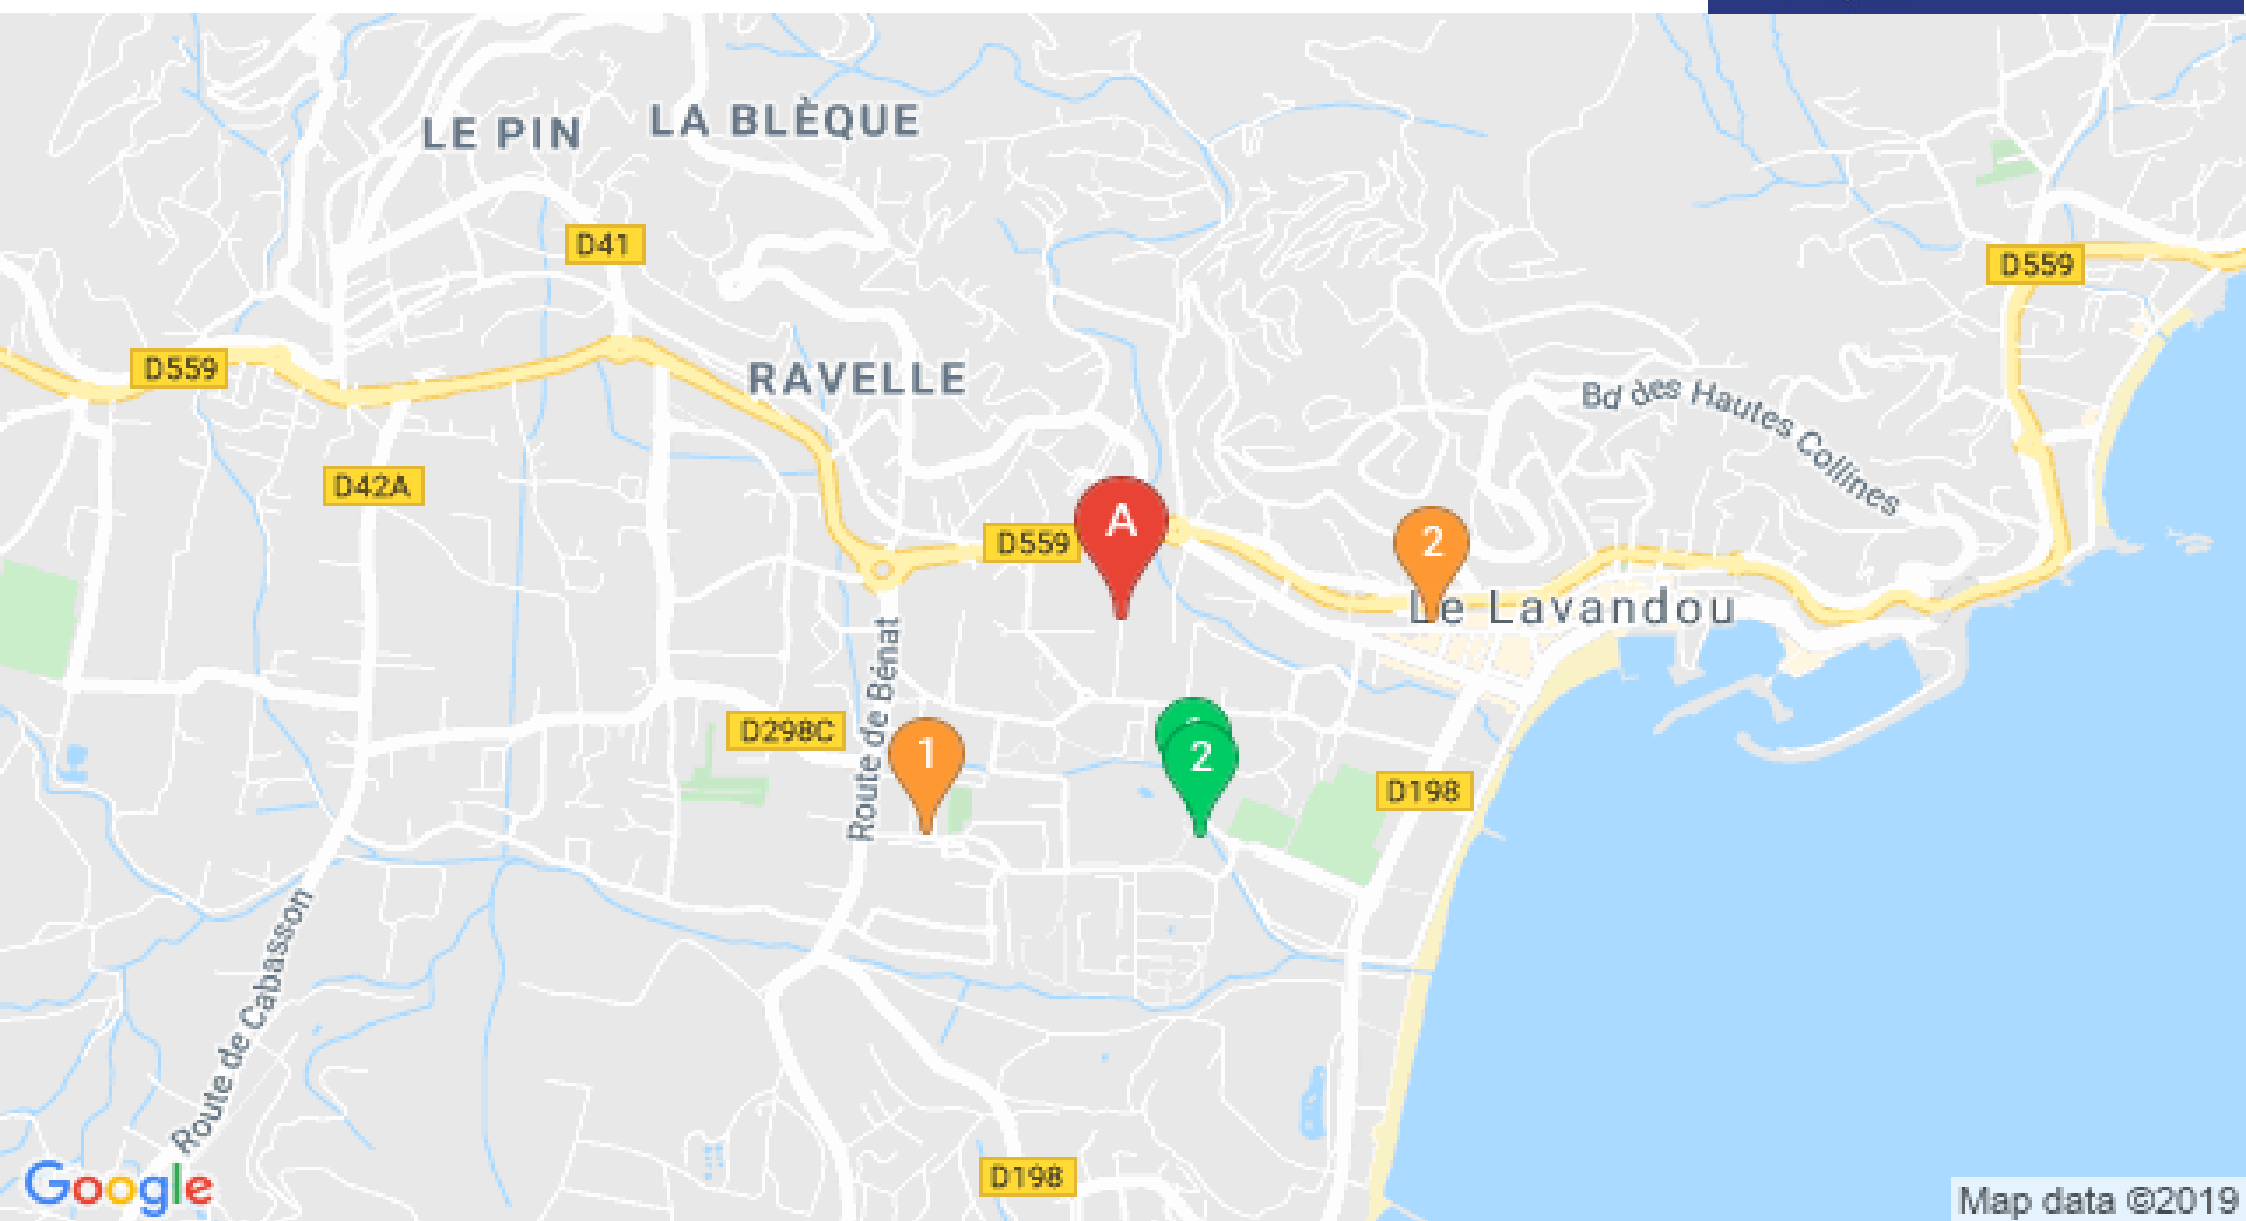 LE PIN
LA BLÈQUE
D41
D559
D559
RAVELLE
Bd des Hautes Collines
D42A
A
2
D559
Le Lavandou
Route de Bénat
D298C
1
2
D198
Route de Cabasson
D198
Google
Map data ©2019